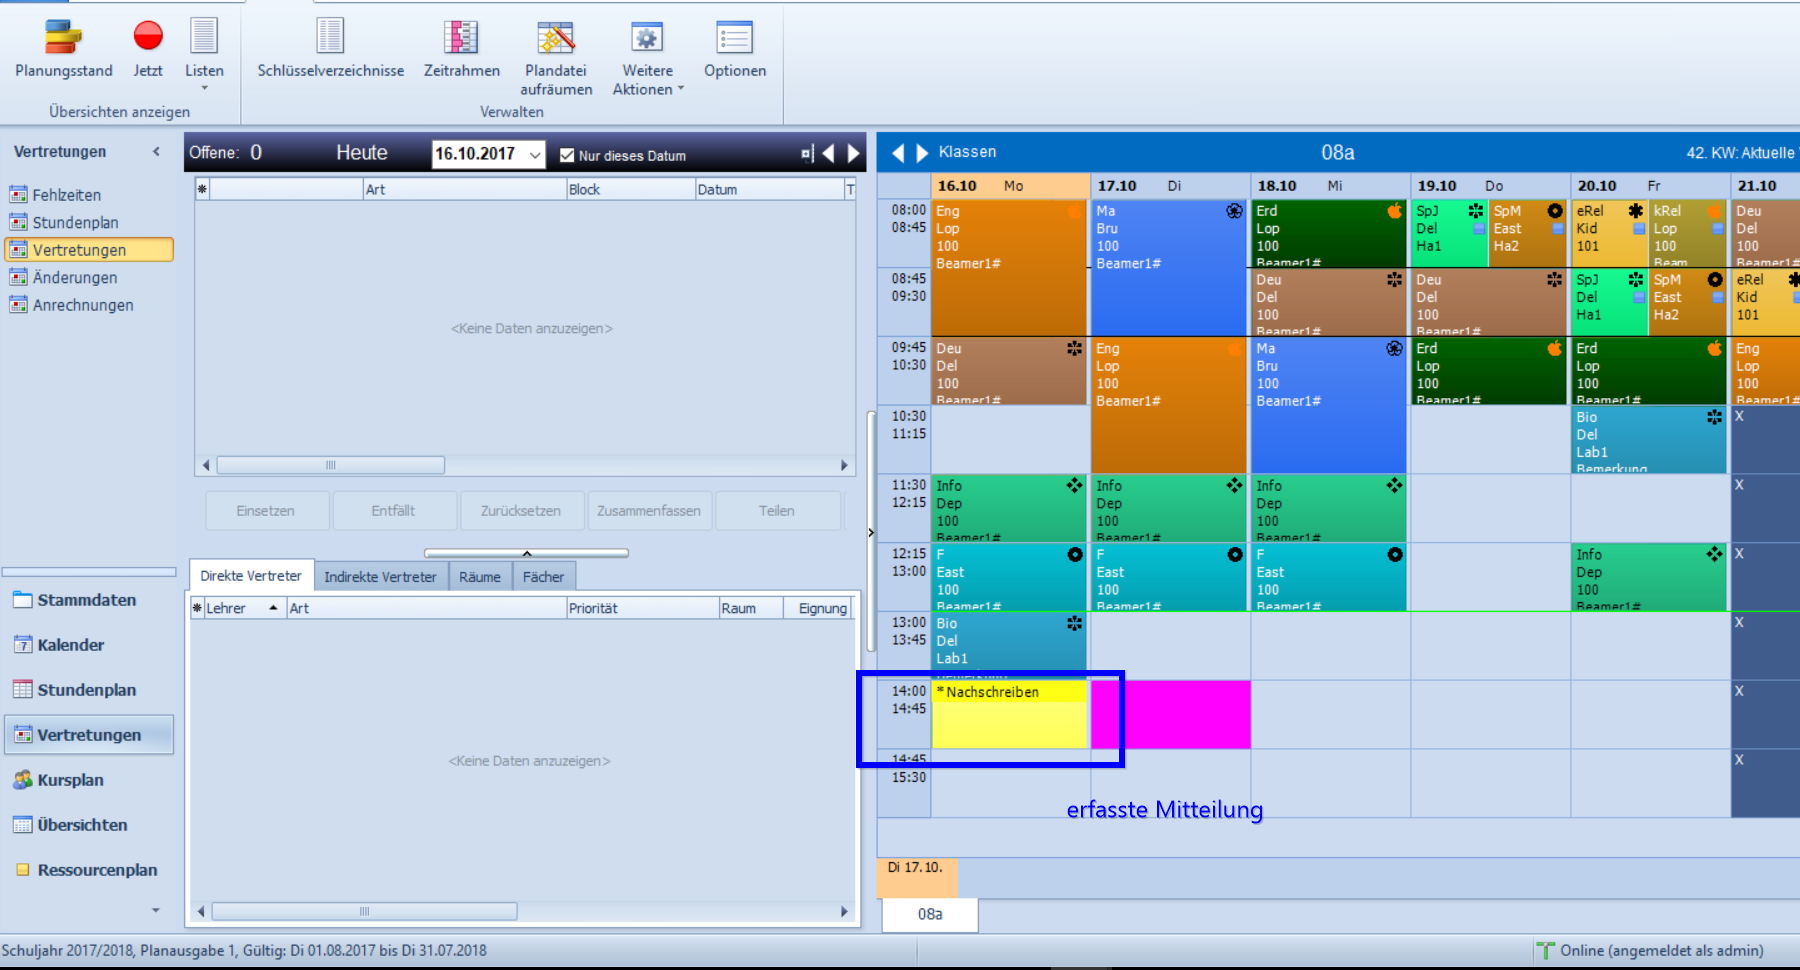 Planungsstand
Jetzt
Listen
Schlüsselverzeichnisse
Zeitrahmen
Plandatei
aufräumen
Weitere
Aktionen
Optionen
Übersichten anzeigen
Verwalten
Vertretungen
Fehlzeiten
Stundenplan
Vertretungen
Änderungen
Anrechnungen
Stammdaten
Kalender
Stundenplan
Vertretungen
Kursplan
Übersichten
Ressourcenplan
Offene: 0 Heute 16.10.2017 Nur dieses Datum
Art Block Datum T
<Keine Daten anzuzeigen>
Einsetzen Entfällt Zurücksetzen Zusammenfassen Teilen
Direkte Vertreter Indirekte Vertreter Räume Fächer
Lehrer Art Priorität Raum Eignung
<Keine Daten anzuzeigen>
Klassen 08a 42. KW: Aktuelle
16.10 Mo 17.10 Di 18.10 Mi 19.10 Do 20.10 Fr 21.10
08:00
08:45
Eng
Lop
100
Beamer1#
Ma
Bru
100
Beamer1#
Erd
Lop
100
Beamer1#
SpJ
Del
Ha1
SpM
East
Ha2
eRel
Kid
101
kRel
Lop
100
Beam
Deu
Del
100
Beamer1#
08:45
09:30
Deu
Del
100
Beamer1#
Deu
Del
100
Beamer1#
SpJ
Del
Ha1
SpM
East
Ha2
eRel
Kid
101
09:45
10:30
Deu
Del
100
Beamer1#
Eng
Lop
100
Beamer1#
Ma
Bru
100
Beamer1#
Erd
Lop
100
Beamer1#
Erd
Lop
100
Beamer1#
Eng
Lop
100
Beamer1#
10:30
11:15
Bio
Del
Lab1
Bemerkung
X
11:30
12:15
Info
Dep
100
Beamer1#
Info
Dep
100
Beamer1#
Info
Dep
100
Beamer1#
X
12:15
13:00
F
East
100
Beamer1#
F
East
100
Beamer1#
F
East
100
Beamer1#
Info
Dep
100
Beamer1#
X
13:00
13:45
Bio
Del
Lab1
Bemerkung
X
14:00
14:45
*Nachschreiben
X
14:45
15:30
X
erfasste Mitteilung
Di 17.10.
08a
Schuljahr 2017/2018, Planausgabe 1, Gültig: Di 01.08.2017 bis Di 31.07.2018
Online (angemeldet als admin)